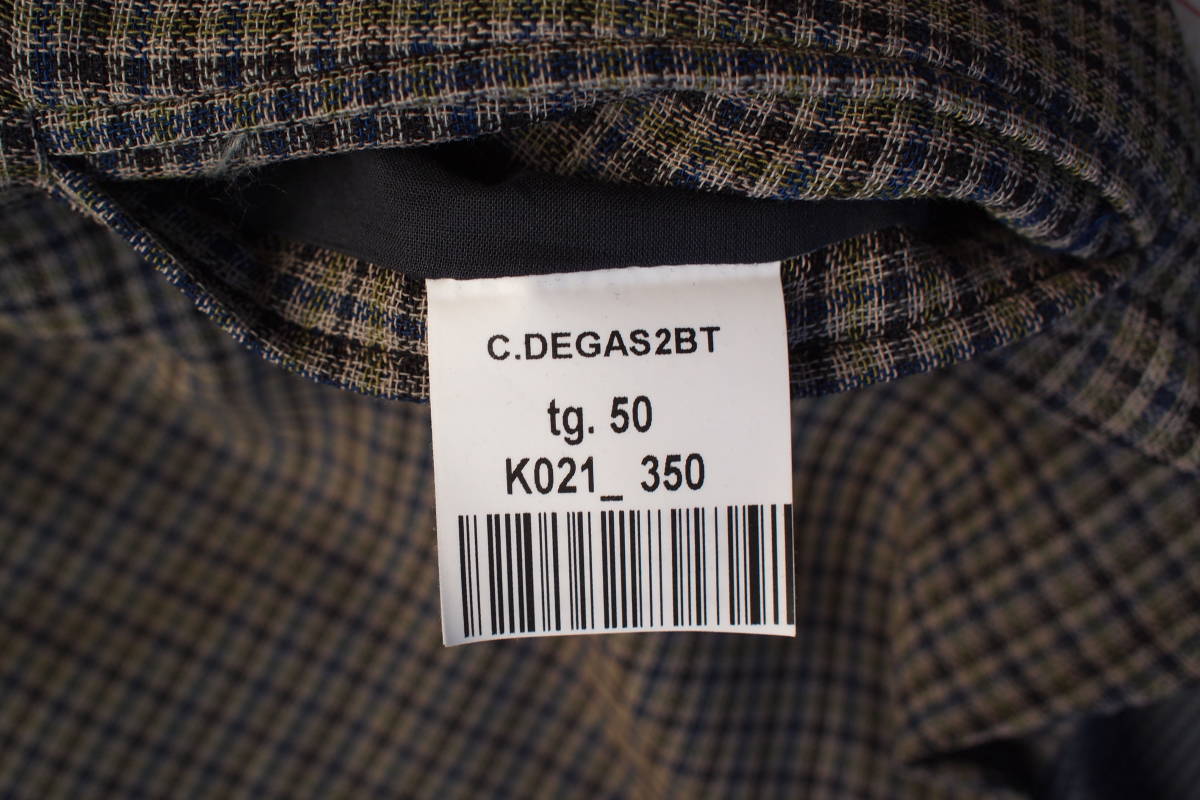 C.DEGAS2BT
tg. 50
K021_ 350